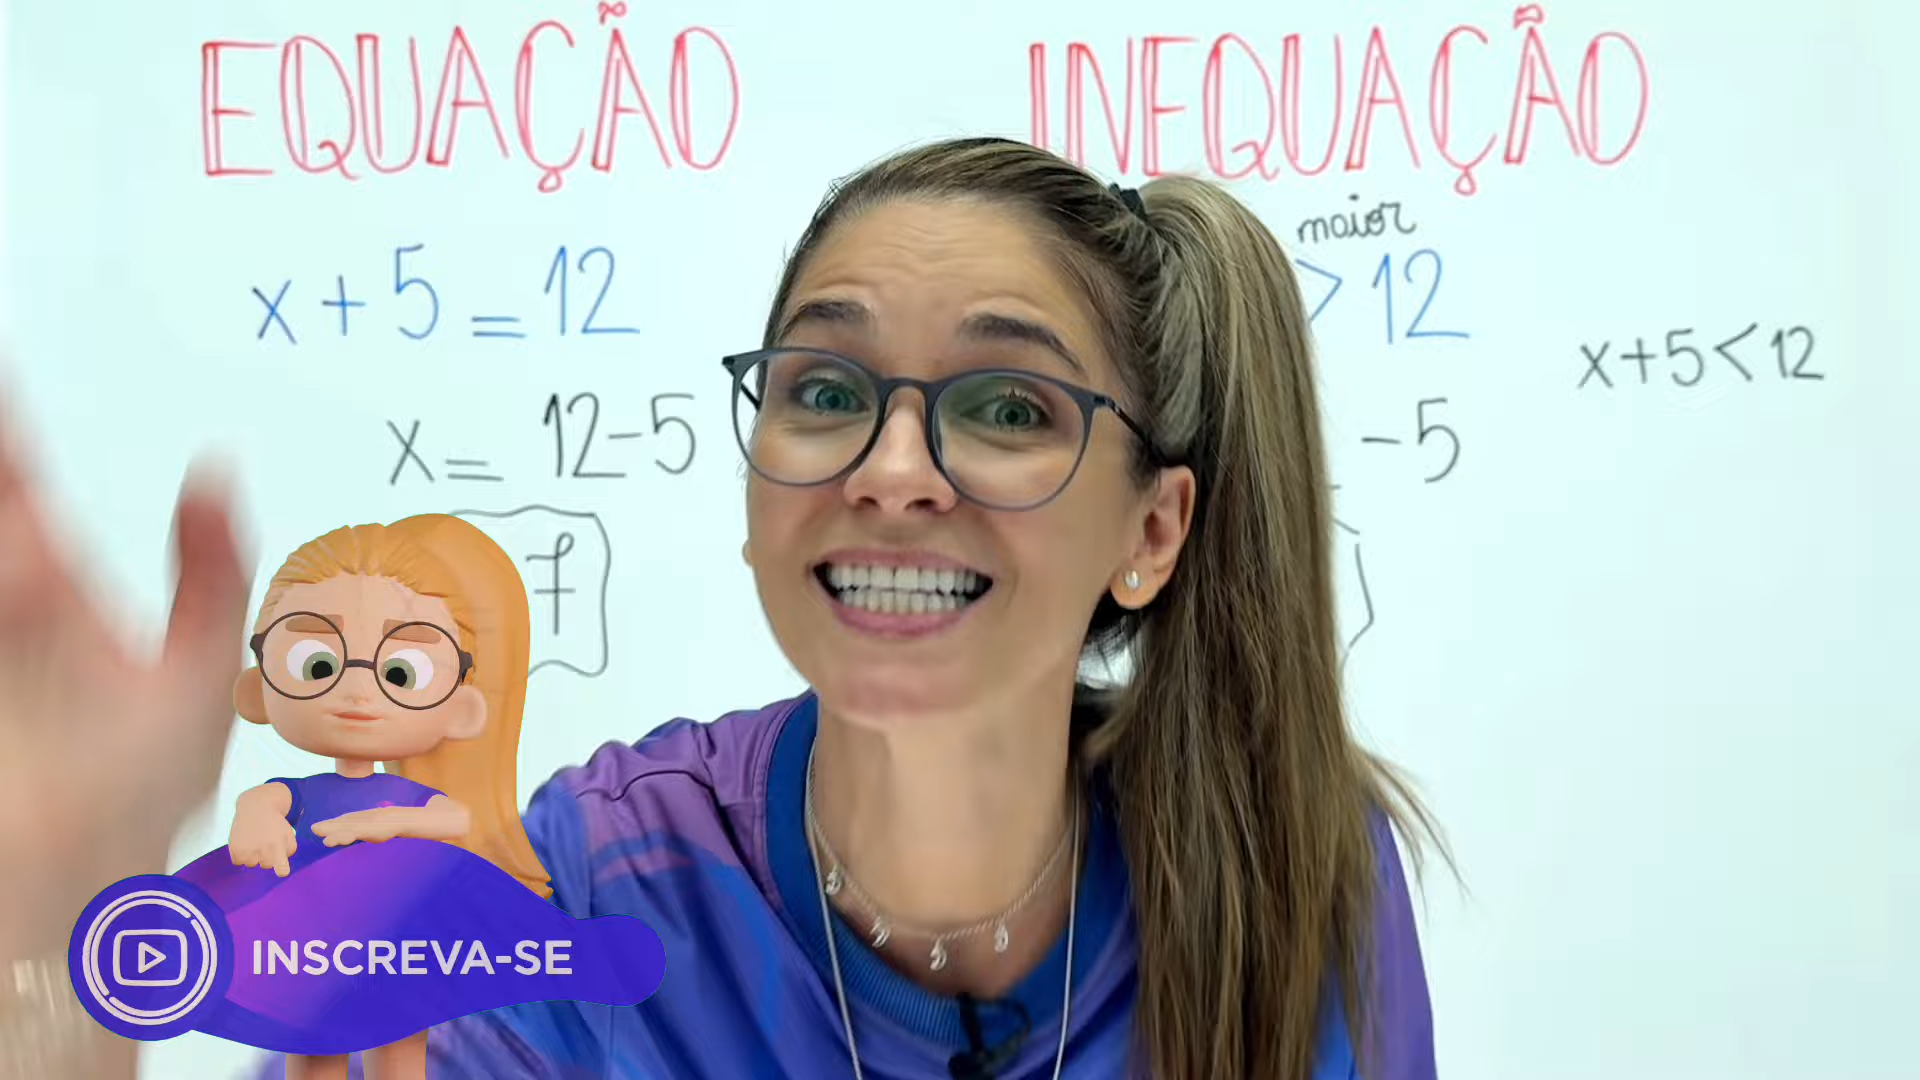 EQUAÇÃO
x + 5 = 12
x = 12 - 5
7
INEQUAÇÃO
maior
> 12
- 5
x + 5 < 12
INSCREVA-SE